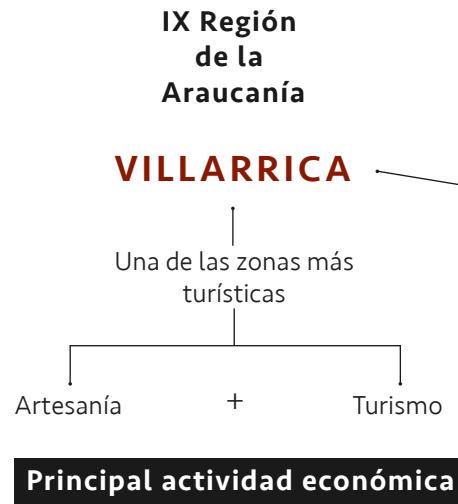 IX Región
de la
Araucanía
VILLARRICA
Una de las zonas más
turísticas
Artesanía + Turismo
Principal actividad económica